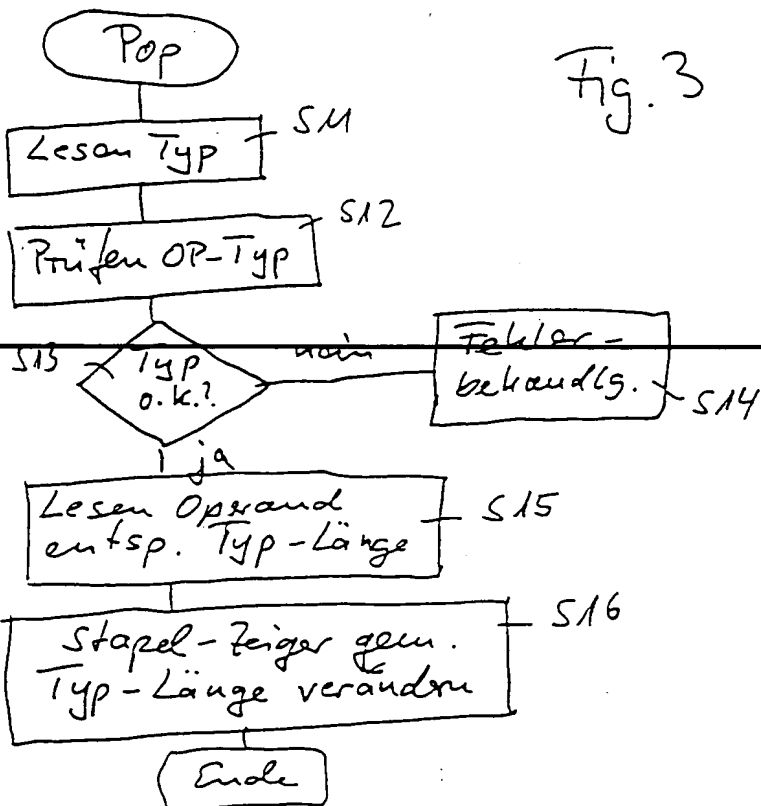 Pop
Fig. 3
Lesen Typ
S11
Prüfen OP-Typ
S12
S13
Typ
o.k.?
nein
Fehler-
behandlg.
S14
ja
Lesen Operand
entsp. Typ-Länge
S15
Stapel-Zeiger gem.
Typ-Länge verändern
S16
Ende